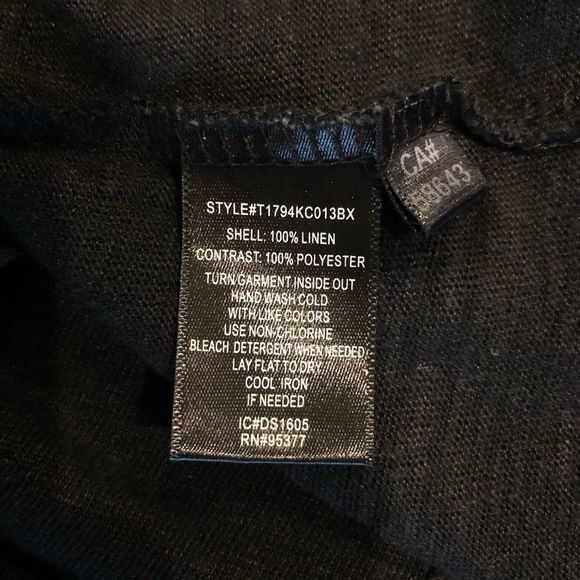 STYLE#T1794KC013BX
SHELL: 100% LINEN
CONTRAST: 100% POLYESTER
TURN GARMENT INSIDE OUT
HAND WASH COLD
WITH LIKE COLORS
USE NON-CHLORINE
BLEACH DETERGENT WHEN NEEDED
LAY FLAT TO DRY
COOL IRON
IF NEEDED
IC#DS1605
RN#95377
CA#